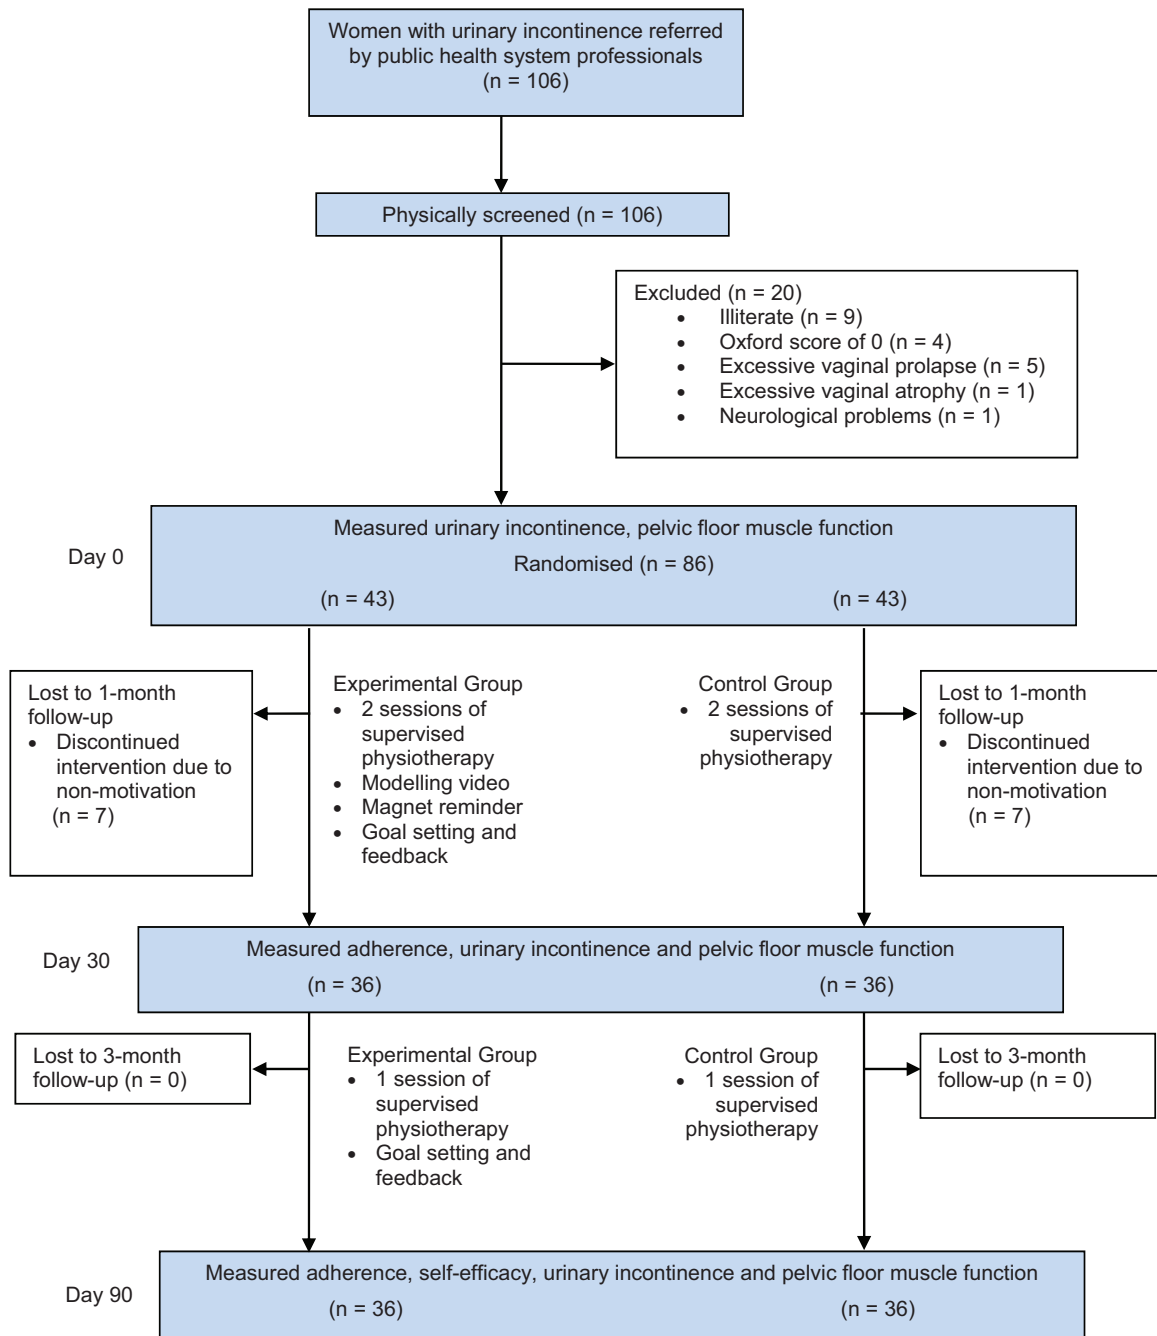 Women with urinary incontinence referred
by public health system professionals
(n = 106)
Physically screened (n = 106)
Excluded (n = 20)
• Illiterate (n = 9)
• Oxford score of 0 (n = 4)
• Excessive vaginal prolapse (n = 5)
• Excessive vaginal atrophy (n = 1)
• Neurological problems (n = 1)
Day 0
Measured urinary incontinence, pelvic floor muscle function
Randomised (n = 86)
(n = 43)
(n = 43)
Lost to 1-month
follow-up
• Discontinued
intervention due to
non-motivation
(n = 7)
Experimental Group
• 2 sessions of
supervised
physiotherapy
• Modelling video
• Magnet reminder
• Goal setting and
feedback
Control Group
• 2 sessions of
supervised
physiotherapy
Lost to 1-month
follow-up
• Discontinued
intervention due to
non-motivation
(n = 7)
Day 30
Measured adherence, urinary incontinence and pelvic floor muscle function
(n = 36)
(n = 36)
Lost to 3-month
follow-up (n = 0)
Experimental Group
• 1 session of
supervised
physiotherapy
• Goal setting and
feedback
Control Group
• 1 session of
supervised
physiotherapy
Lost to 3-month
follow-up (n = 0)
Day 90
Measured adherence, self-efficacy, urinary incontinence and pelvic floor muscle function
(n = 36)
(n = 36)